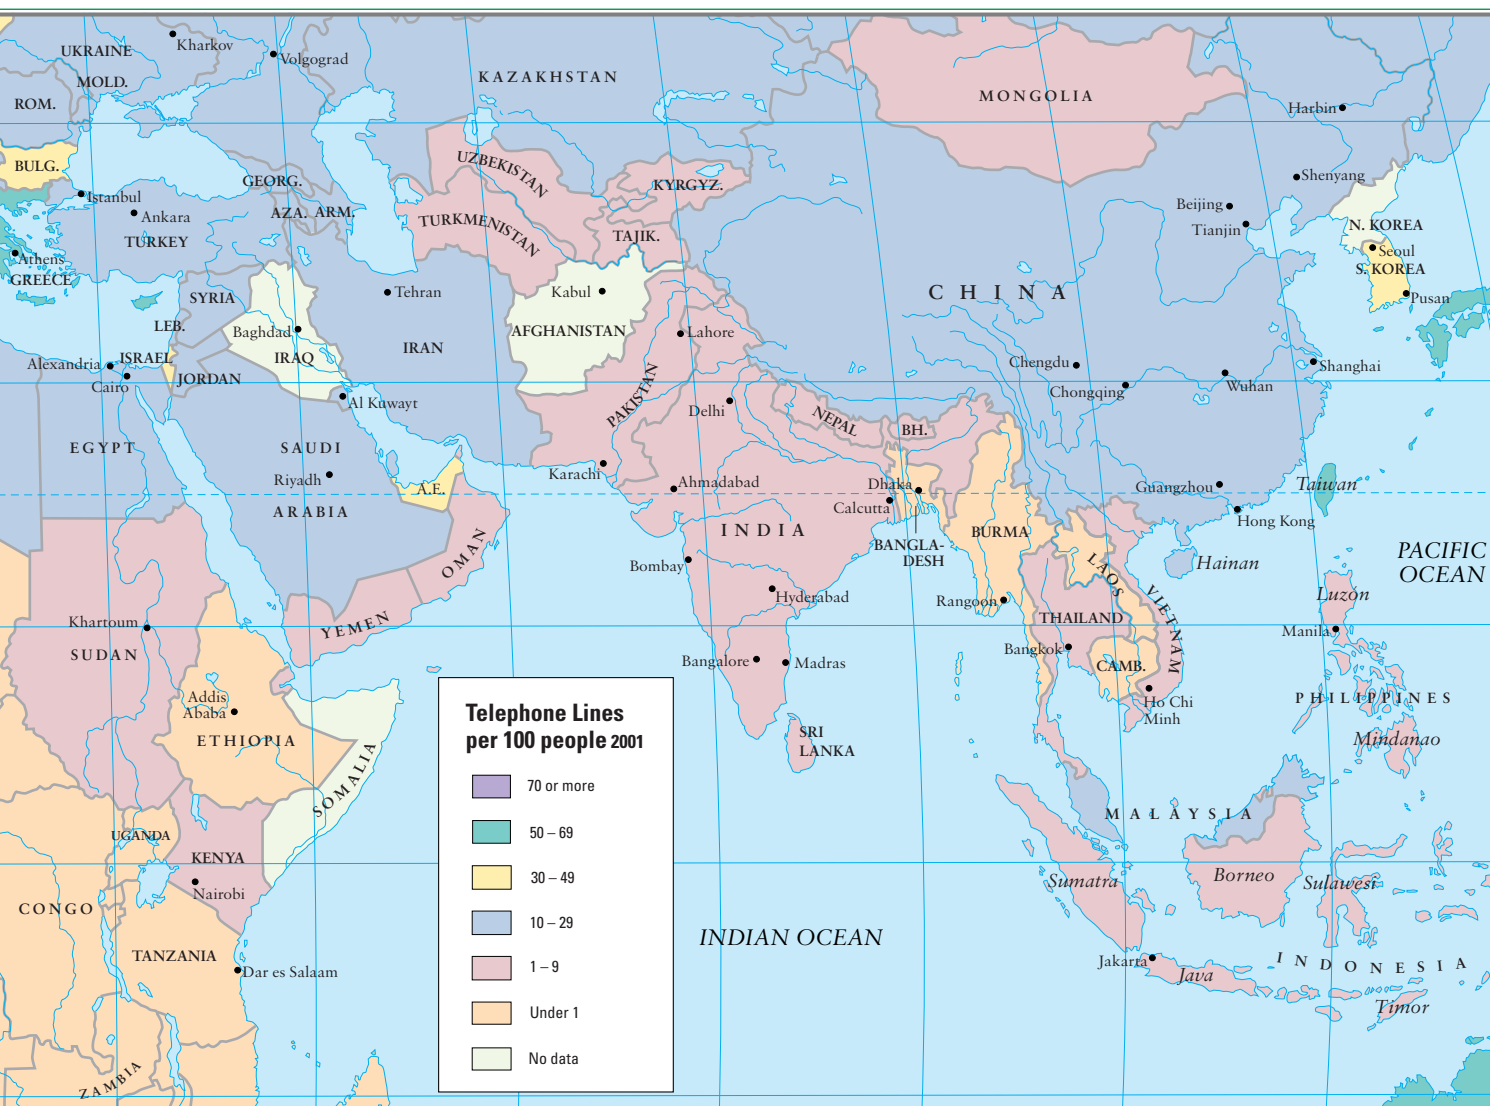 UKRAINE
Kharkov
Volgograd
MOLD.
ROM.
KAZAKHSTAN
MONGOLIA
Harbin
BULG.
GEORG.
UZBEKISTAN
KYRGYZ.
Shenyang
Istanbul
Ankara
AZA.
ARM.
TURKMENISTAN
TAJIK.
Beijing
Tianjin
N. KOREA
TURKEY
Athens
GREECE
Seoul
S. KOREA
Pusan
SYRIA
Tehran
Kabul
CHINA
LEB.
Baghdad
AFGHANISTAN
Lahore
Alexandria
ISRAEL
IRAQ
IRAN
Chengdu
Shanghai
Cairo
JORDAN
Al Kuwayt
PAKISTAN
Delhi
Chongqing
Wuhan
NEPAL
BH.
EGYPT
SAUDI
ARABIA
Riyadh
A.E.
Karachi
Ahmadabad
Dhaka
Calcutta
Guangzhou
Taiwan
Hong Kong
INDIA
BANGLA-
DESH
BURMA
OMAN
Bombay
LAOS
Hainan
PACIFIC
OCEAN
Hyderabad
Rangoon
VIETNAM
Luzon
Khartoum
YEMEN
THAILAND
Manila
SUDAN
Bangalore
Madras
Bangkok
CAMB.
Addis
Ababa
Ho Chi
Minh
PHILIPPINES
ETHIOPIA
SRI
LANKA
Mindanao
SOMALIA
Telephone Lines
per 100 people 2001
70 or more
50 – 69
30 – 49
10 – 29
1 – 9
Under 1
No data
MALAYSIA
UGANDA
KENYA
Nairobi
Sumatra
Borneo
Sulawesi
CONGO
INDIAN OCEAN
TANZANIA
Dar es Salaam
Jakarta
Java
INDONESIA
Timor
ZAMBIA